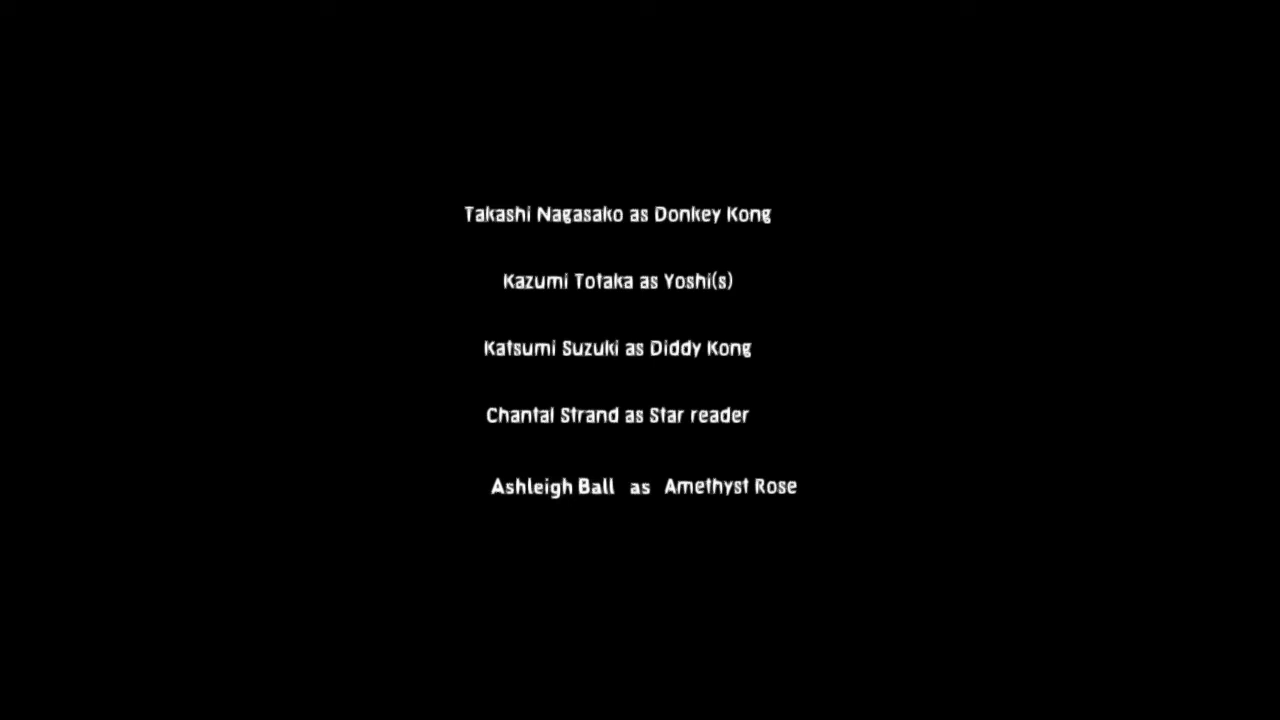 Takashi Nagasako as Donkey Kong
Kazumi Totaka as Yoshi(s)
Katsumi Suzuki as Diddy Kong
Chantal Strand as Star reader
Ashleigh Ball as Amethyst Rose